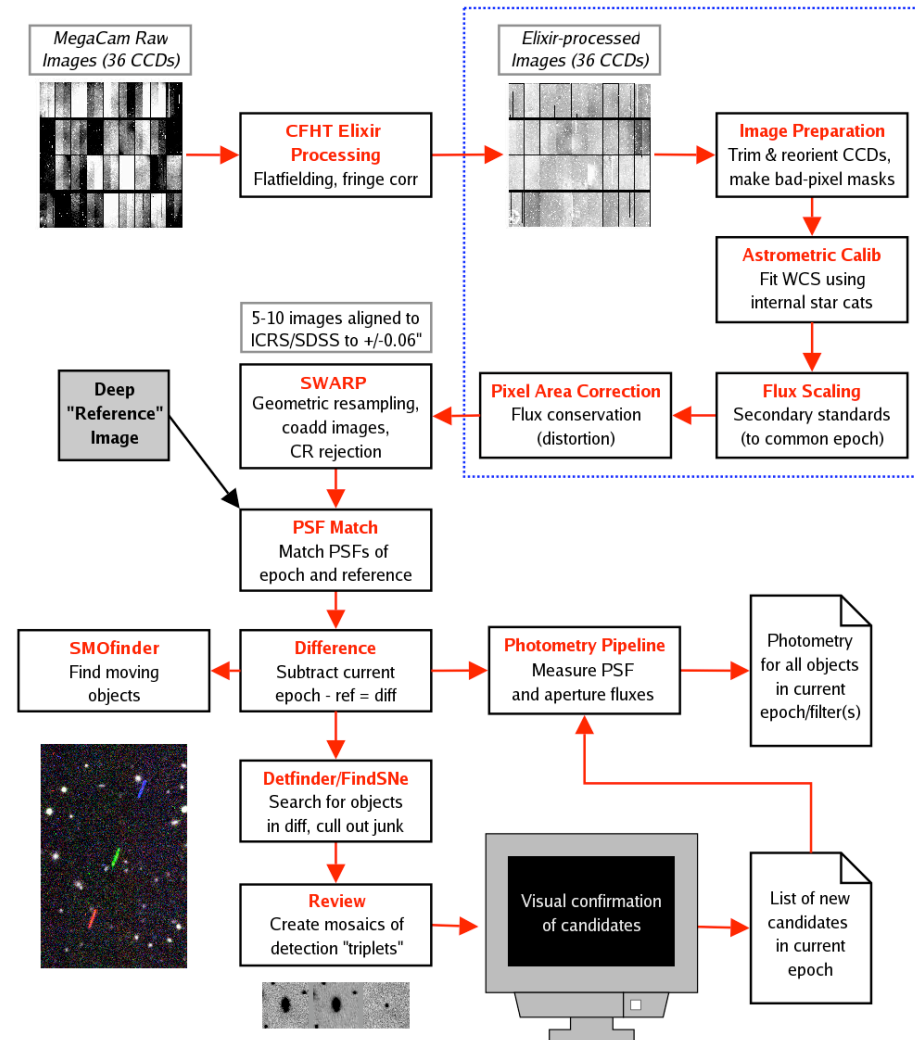 MegaCam Raw
Images (36 CCDs)
Elixir-processed
Images (36 CCDs)
CFHT Elixir
Processing
Flatfielding, fringe corr
Image Preparation
Trim & reorient CCDs,
make bad-pixel masks
Astrometric Calib
Fit WCS using
internal star cats
5-10 images aligned to
ICRS/SDSS to +/-0.06"
SWARP
Geometric resampling,
coadd images,
CR rejection
Pixel Area Correction
Flux conservation
(distortion)
Flux Scaling
Secondary standards
(to common epoch)
Deep
"Reference"
Image
PSF Match
Match PSFs of
epoch and reference
SMOfinder
Find moving
objects
Difference
Subtract current
epoch - ref = diff
Photometry Pipeline
Measure PSF
and aperture fluxes
Photometry
for all objects
in current
epoch/filter(s)
Detfinder/FindSNe
Search for objects
in diff, cull out junk
Review
Create mosaics of
detection "triplets"
Visual confirmation
of candidates
List of new
candidates
in current
epoch